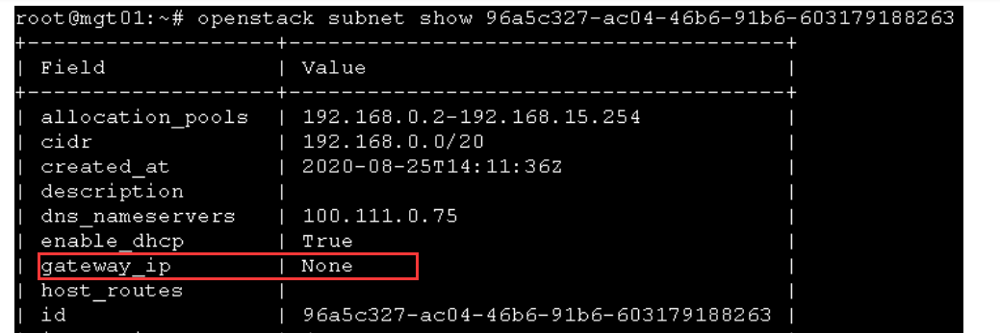 root@mgt01:~# openstack subnet show 96a5c327-ac04-46b6-91b6-603179188263
+-------------------+--------------------------------------+
| Field | Value |
+-------------------+--------------------------------------+
| allocation_pools | 192.168.0.2-192.168.15.254 |
| cidr | 192.168.0.0/20 |
| created_at | 2020-08-25T14:11:36Z |
| description | |
| dns_nameservers | 100.111.0.75 |
| enable_dhcp | True |
| gateway_ip | None |
| host_routes | |
| id | 96a5c327-ac04-46b6-91b6-603179188263 |